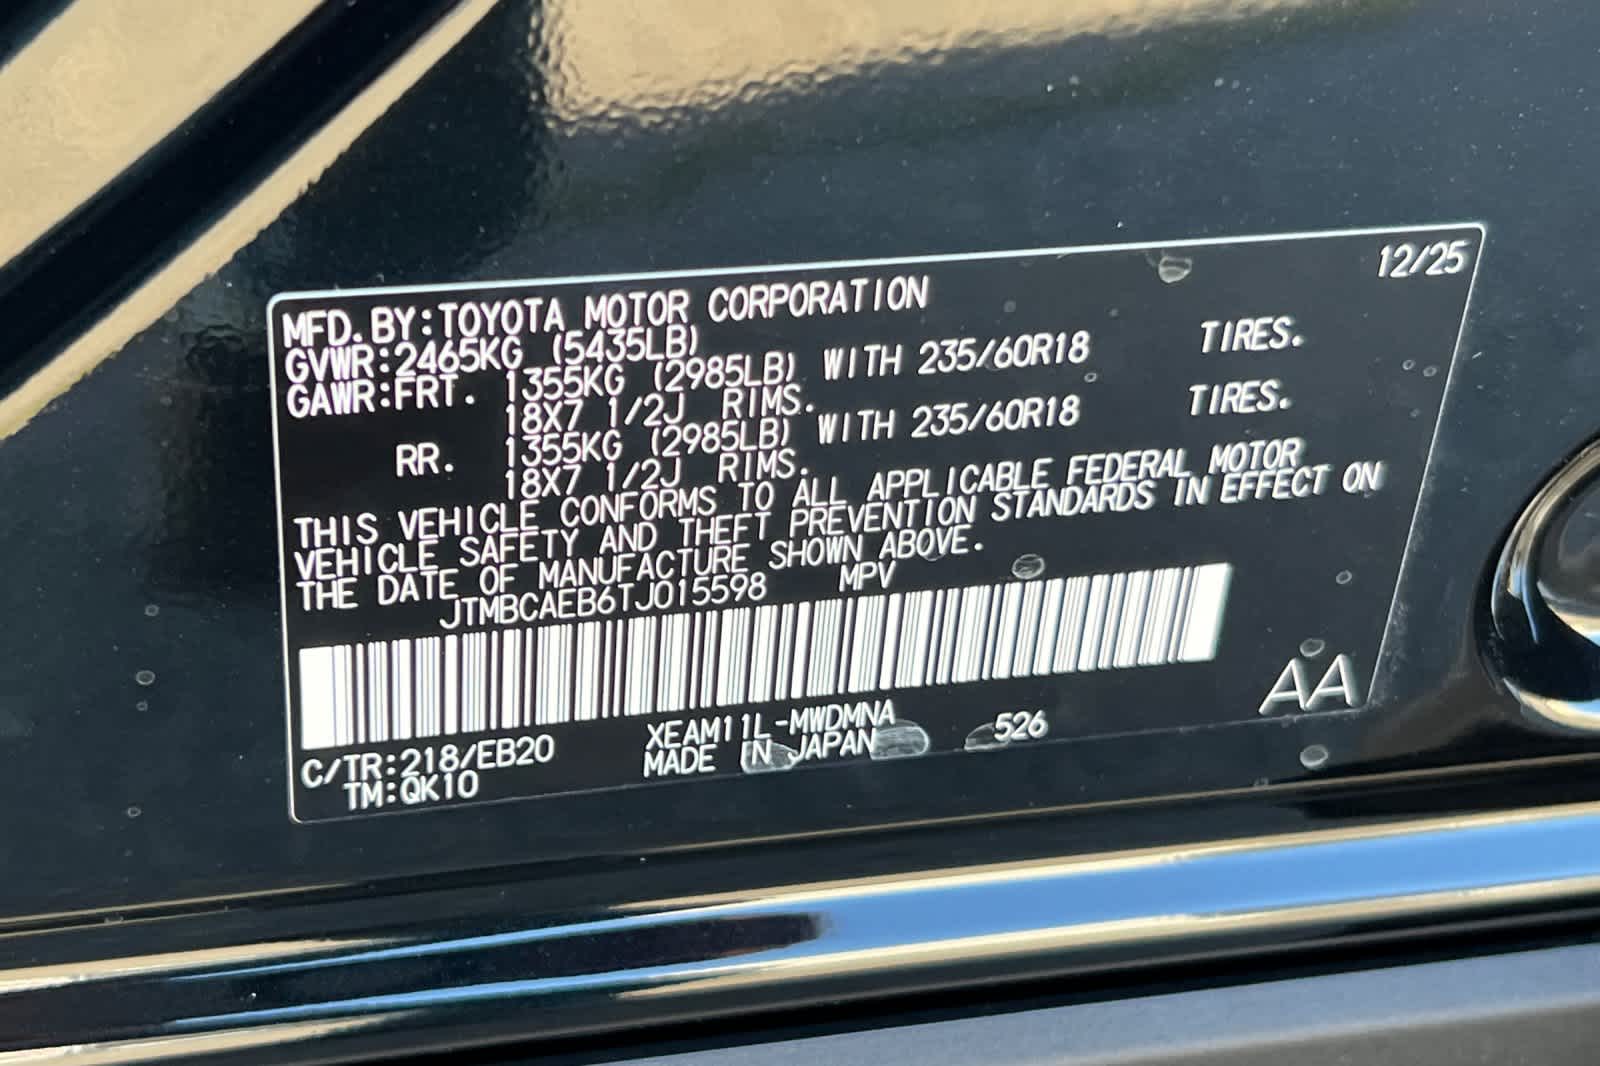 12/25
MFD.BY:TOYOTA MOTOR CORPORATION
GVWR:2465KG (5435LB)
GAWR:FRT. 1355KG (2985LB) WITH 235/60R18 TIRES.
18X7 1/2J RIMS.
RR. 1355KG (2985LB) WITH 235/60R18 TIRES.
18X7 1/2J RIMS.
THIS VEHICLE CONFORMS TO ALL APPLICABLE FEDERAL MOTOR
VEHICLE SAFETY AND THEFT PREVENTION STANDARDS IN EFFECT ON
THE DATE OF MANUFACTURE SHOWN ABOVE.
JTMBCAEB6TJ015598 MPV
AA
XEAM11L-MWDMNA 526
C/TR:218/EB20 MADE IN JAPAN
TM:QK10